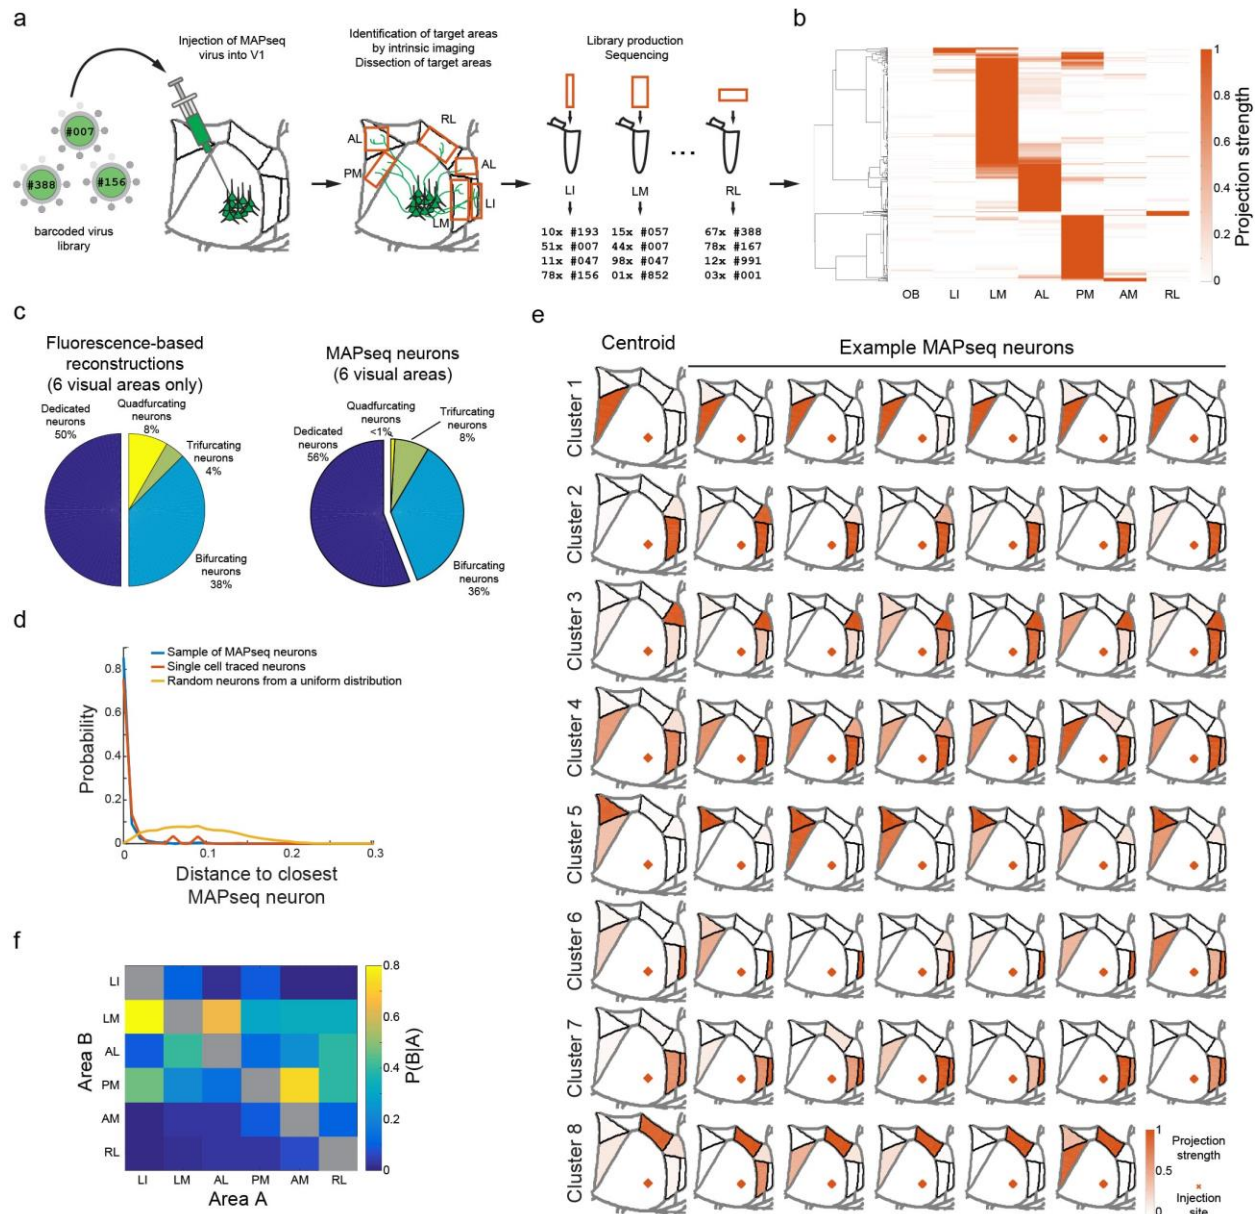 a
Injection of MAPseq
virus into V1
Identification of target areas
by intrinsic imaging
Dissection of target areas
Library production
Sequencing
#007
#388
#156
barcoded virus
library
AL
PM
RL
AL
LI
LM
LI
LM
...
RL
10x #193
51x #007
11x #047
78x #156
15x #057
44x #007
98x #047
01x #852
67x #388
78x #167
12x #991
03x #001
b
OB
LI
LM
AL
PM
AM
RL
1
0.8
0.6
0.4
0.2
0
Projection strength
c
Fluorescence-based
reconstructions
(6 visual areas only)
Dedicated
neurons
50%
Quadfurcating
neurons
8%
Trifurcating
neurons
4%
Bifurcating
neurons
38%
MAPseq neurons
(6 visual areas)
Dedicated
neurons
56%
Quadfurcating
neurons
<1%
Trifurcating
neurons
8%
Bifurcating
neurons
36%
d
Sample of MAPseq neurons
Single cell traced neurons
Random neurons from a uniform distribution
Probability
0.8
0.6
0.4
0.2
0
0
0.1
0.2
0.3
Distance to closest
MAPseq neuron
e
Centroid
Example MAPseq neurons
Cluster 1
Cluster 2
Cluster 3
Cluster 4
Cluster 5
Cluster 6
Cluster 7
Cluster 8
1
0.5
0
Projection
strength
Injection
site
f
Area B
LI
LM
AL
PM
AM
RL
LI
LM
AL
PM
AM
RL
Area A
0.8
0.6
0.4
0.2
0
P(B|A)